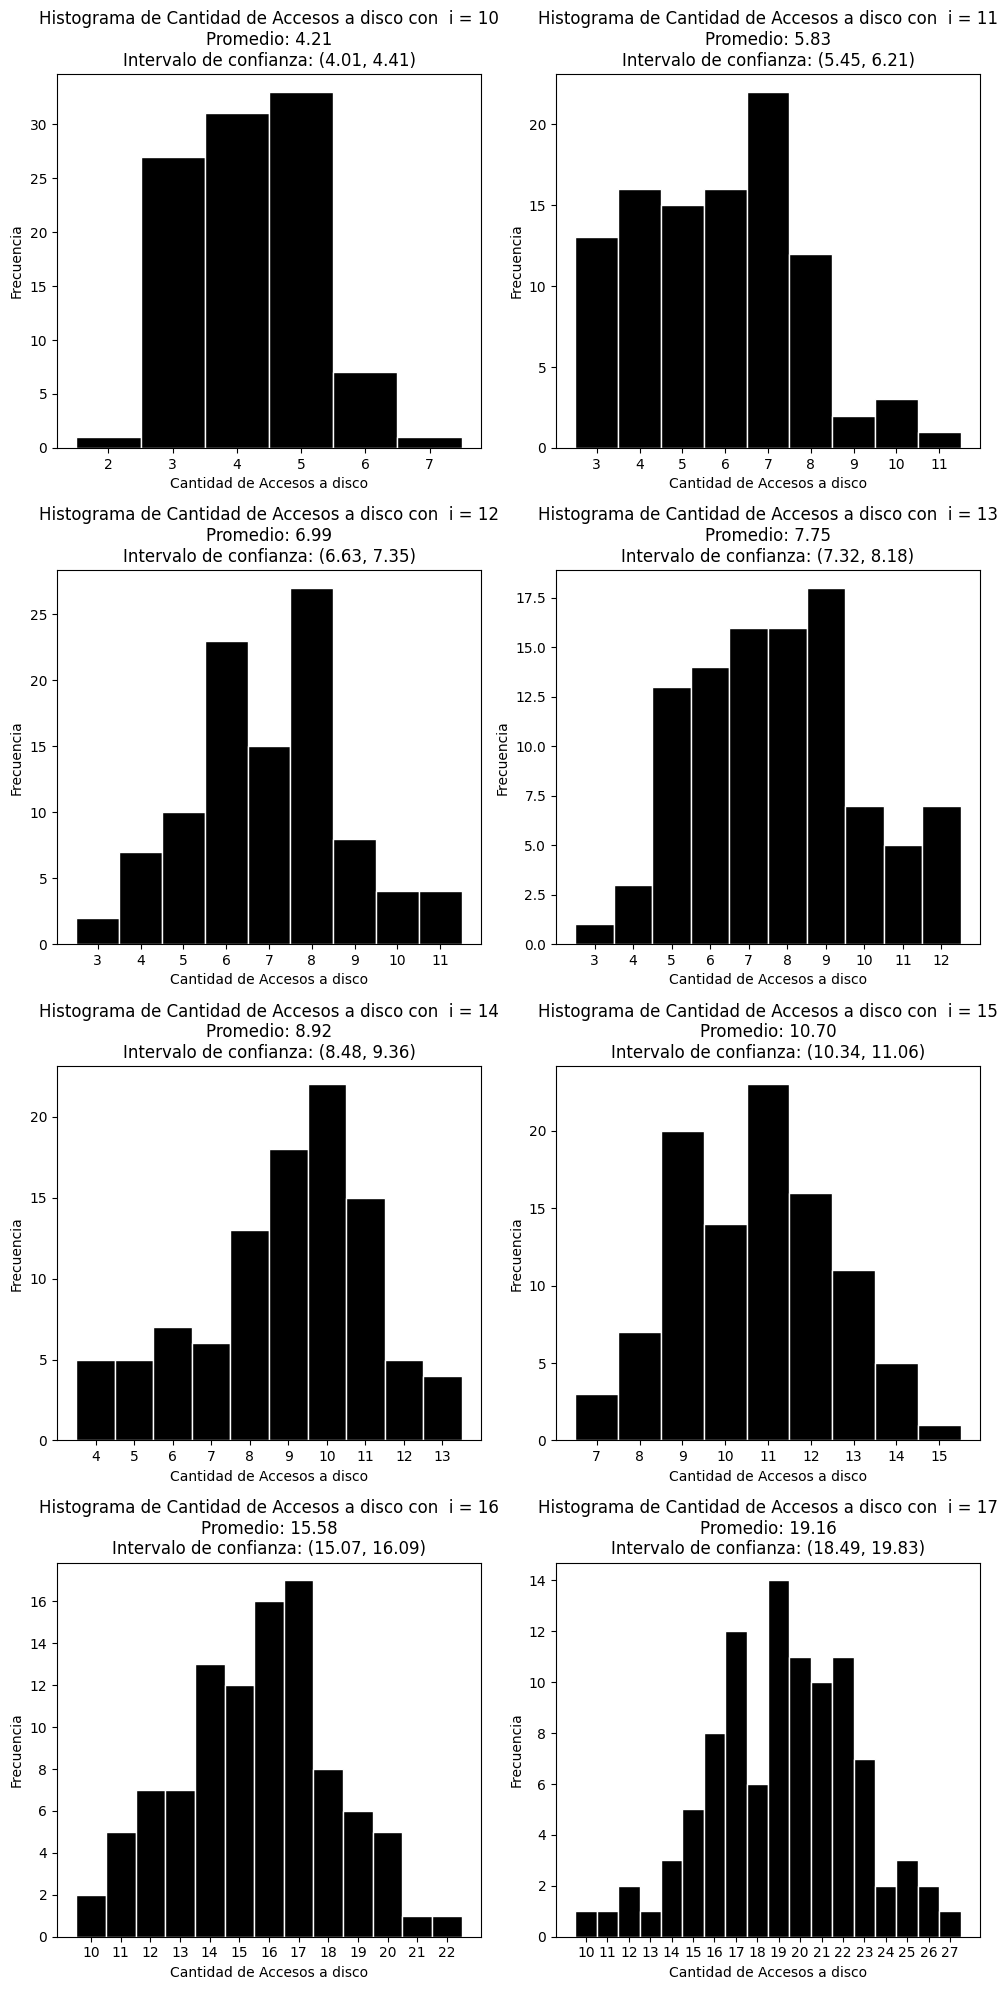 Histograma de Cantidad de Accesos a disco con  i = 10
Promedio: 4.21
Intervalo de confianza: (4.01, 4.41)
30
25
20
15
10
5
0
Frecuencia
2 3 4 5 6 7
Cantidad de Accesos a disco
Histograma de Cantidad de Accesos a disco con  i = 11
Promedio: 5.83
Intervalo de confianza: (5.45, 6.21)
20
15
10
5
0
Frecuencia
3 4 5 6 7 8 9 10 11
Cantidad de Accesos a disco
Histograma de Cantidad de Accesos a disco con  i = 12
Promedio: 6.99
Intervalo de confianza: (6.63, 7.35)
25
20
15
10
5
0
Frecuencia
3 4 5 6 7 8 9 10 11
Cantidad de Accesos a disco
Histograma de Cantidad de Accesos a disco con  i = 13
Promedio: 7.75
Intervalo de confianza: (7.32, 8.18)
17.5
15.0
12.5
10.0
7.5
5.0
2.5
0.0
Frecuencia
3 4 5 6 7 8 9 10 11 12
Cantidad de Accesos a disco
Histograma de Cantidad de Accesos a disco con  i = 14
Promedio: 8.92
Intervalo de confianza: (8.48, 9.36)
20
15
10
5
0
Frecuencia
4 5 6 7 8 9 10 11 12 13
Cantidad de Accesos a disco
Histograma de Cantidad de Accesos a disco con  i = 15
Promedio: 10.70
Intervalo de confianza: (10.34, 11.06)
20
15
10
5
0
Frecuencia
7 8 9 10 11 12 13 14 15
Cantidad de Accesos a disco
Histograma de Cantidad de Accesos a disco con  i = 16
Promedio: 15.58
Intervalo de confianza: (15.07, 16.09)
16
14
12
10
8
6
4
2
0
Frecuencia
10 11 12 13 14 15 16 17 18 19 20 21 22
Cantidad de Accesos a disco
Histograma de Cantidad de Accesos a disco con  i = 17
Promedio: 19.16
Intervalo de confianza: (18.49, 19.83)
14
12
10
8
6
4
2
0
Frecuencia
10 11 12 13 14 15 16 17 18 19 20 21 22 23 24 25 26 27
Cantidad de Accesos a disco